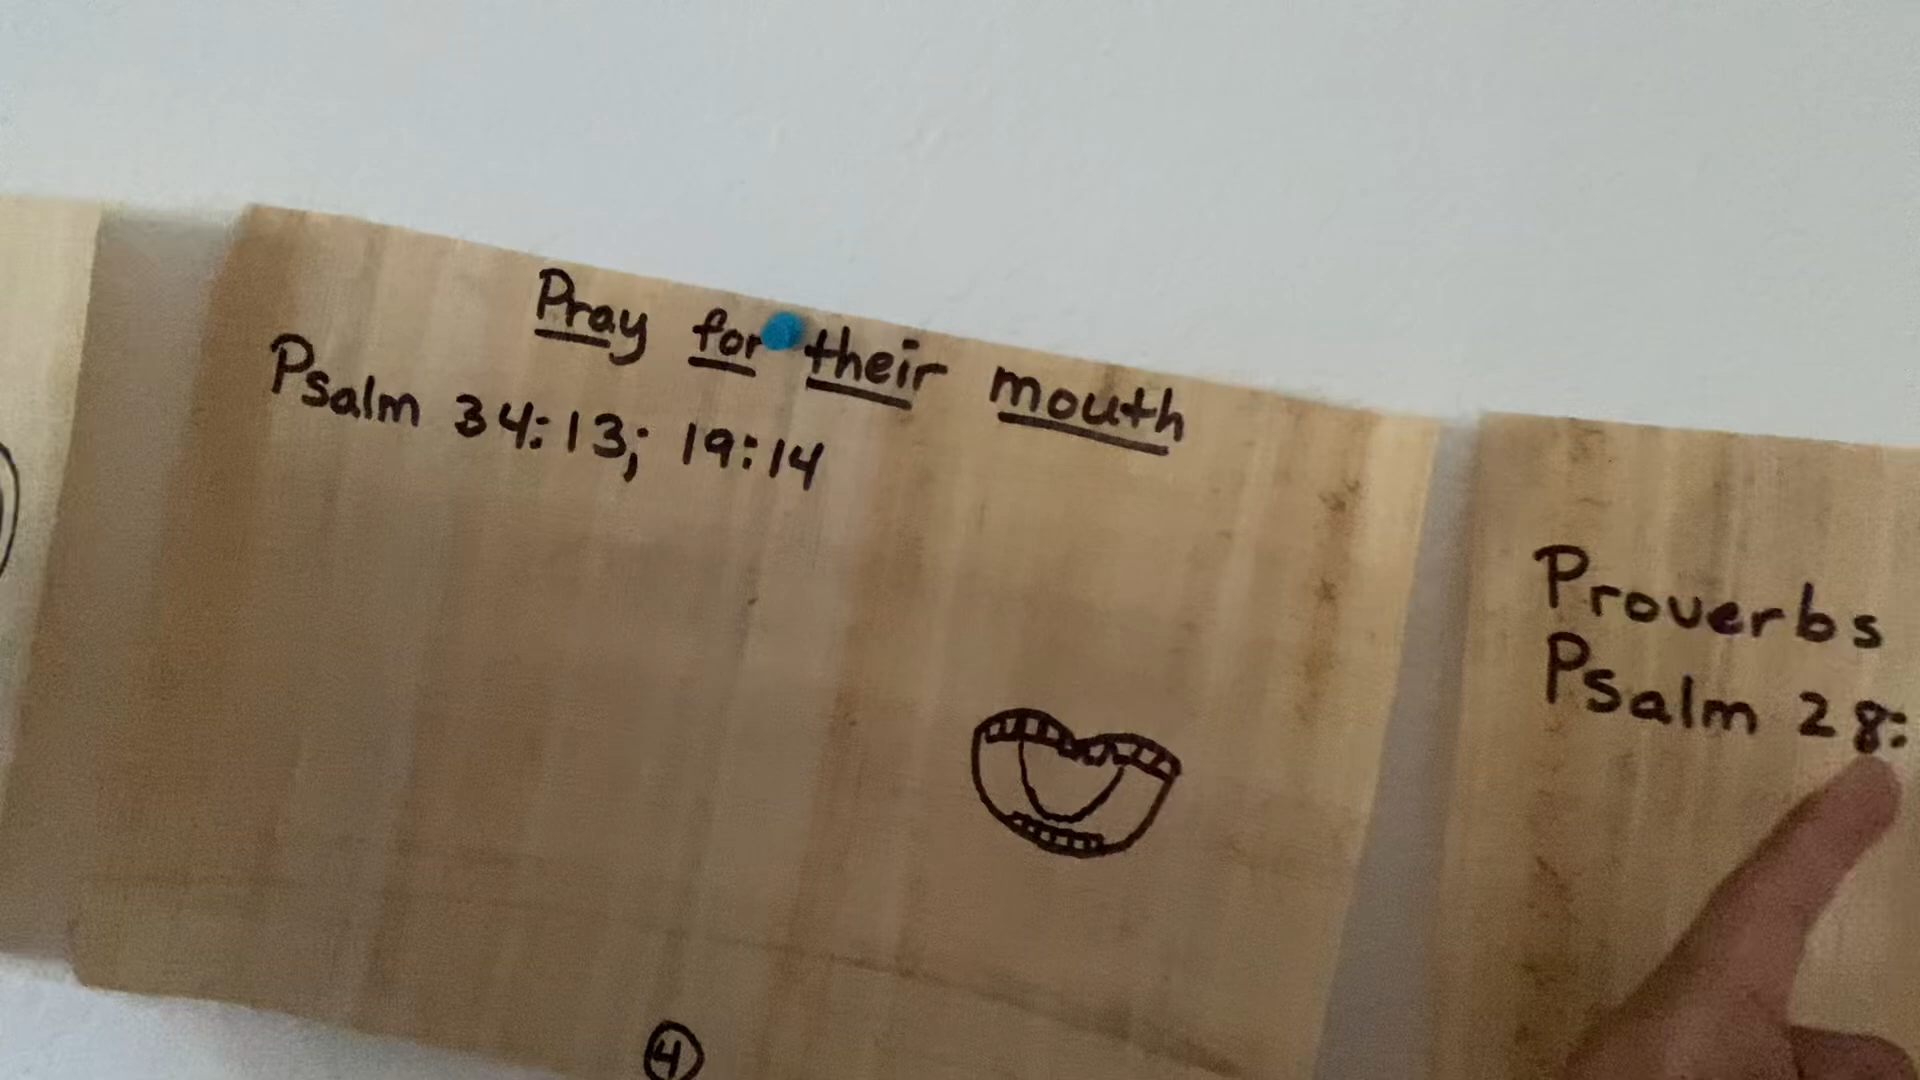 Pray for their mouth
Psalm 34:13; 19:14
4
Proverbs
Psalm 28: